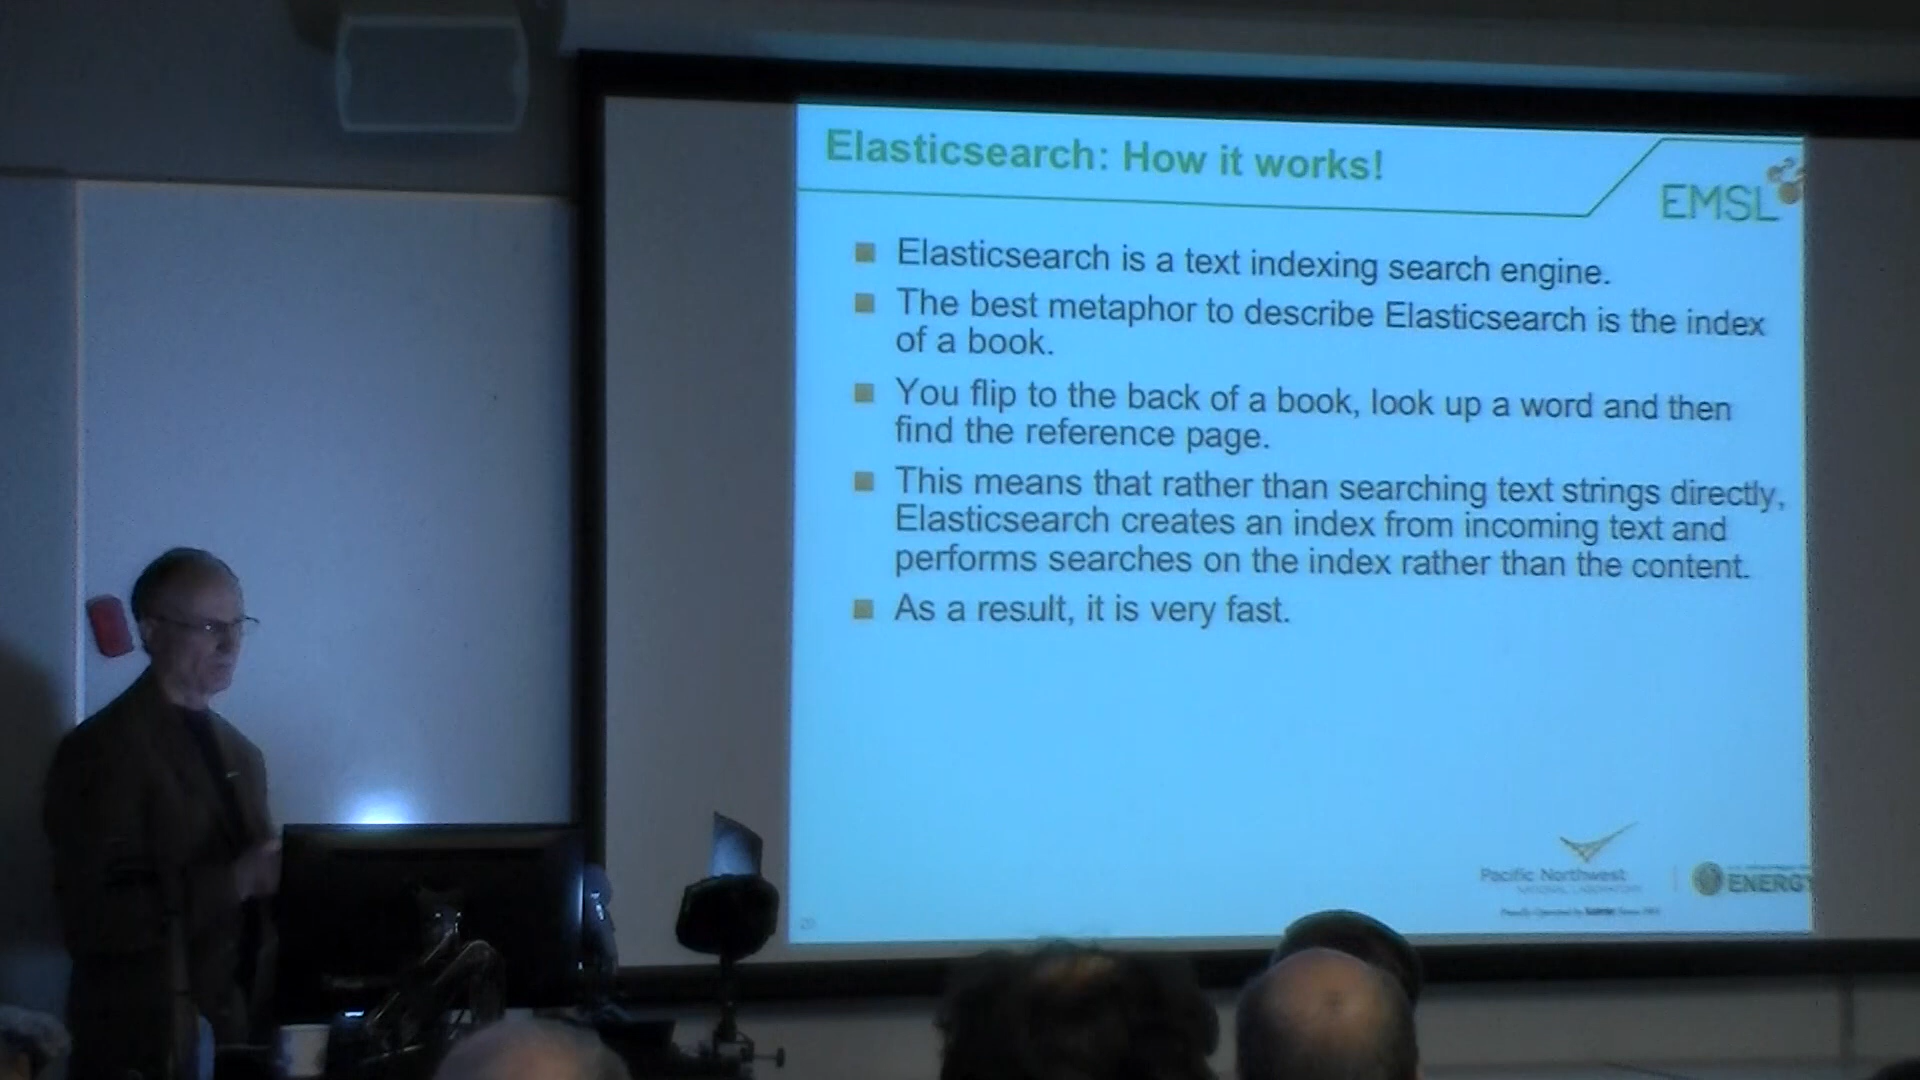 Elasticsearch: How it works!
EMSL
Elasticsearch is a text indexing search engine.
The best metaphor to describe Elasticsearch is the index
of a book.
You flip to the back of a book, look up a word and then
find the reference page.
This means that rather than searching text strings directly,
Elasticsearch creates an index from incoming text and
performs searches on the index rather than the content.
As a result, it is very fast.
Pacific Northwest
NATIONAL LABORATORY
ENERGY